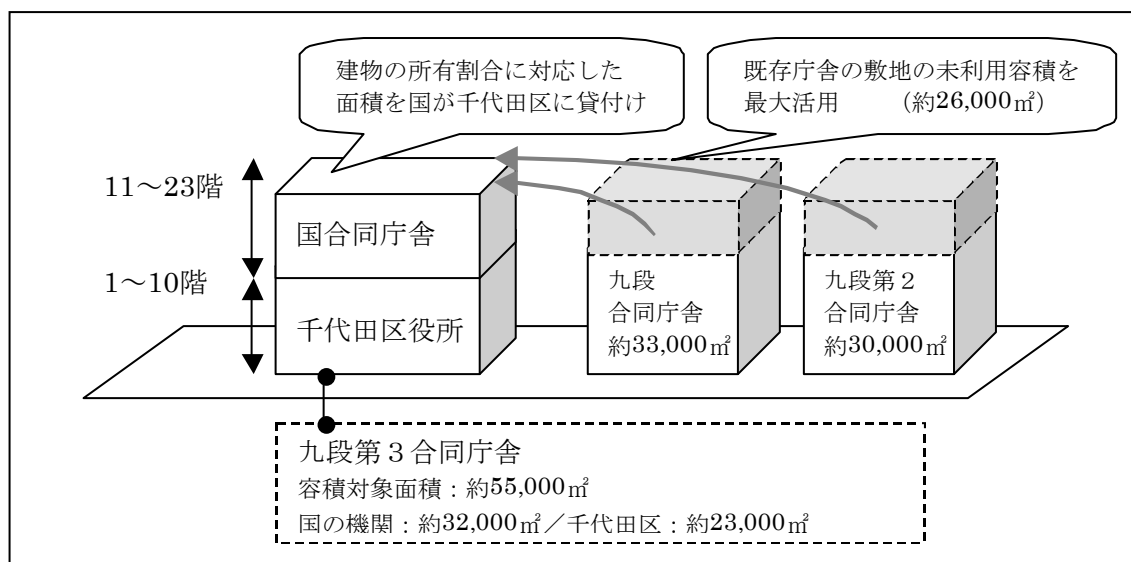 建物の所有割合に対応した
面積を国が千代田区に貸付け
既存庁舎の敷地の未利用容積を
最大活用　　（約26,000㎡）
11～23階
国合同庁舎
1～10階
千代田区役所
九段
合同庁舎
約33,000㎡
九段第２
合同庁舎
約30,000㎡
九段第３合同庁舎
容積対象面積：約55,000㎡
国の機関：約32,000㎡／千代田区：約23,000㎡